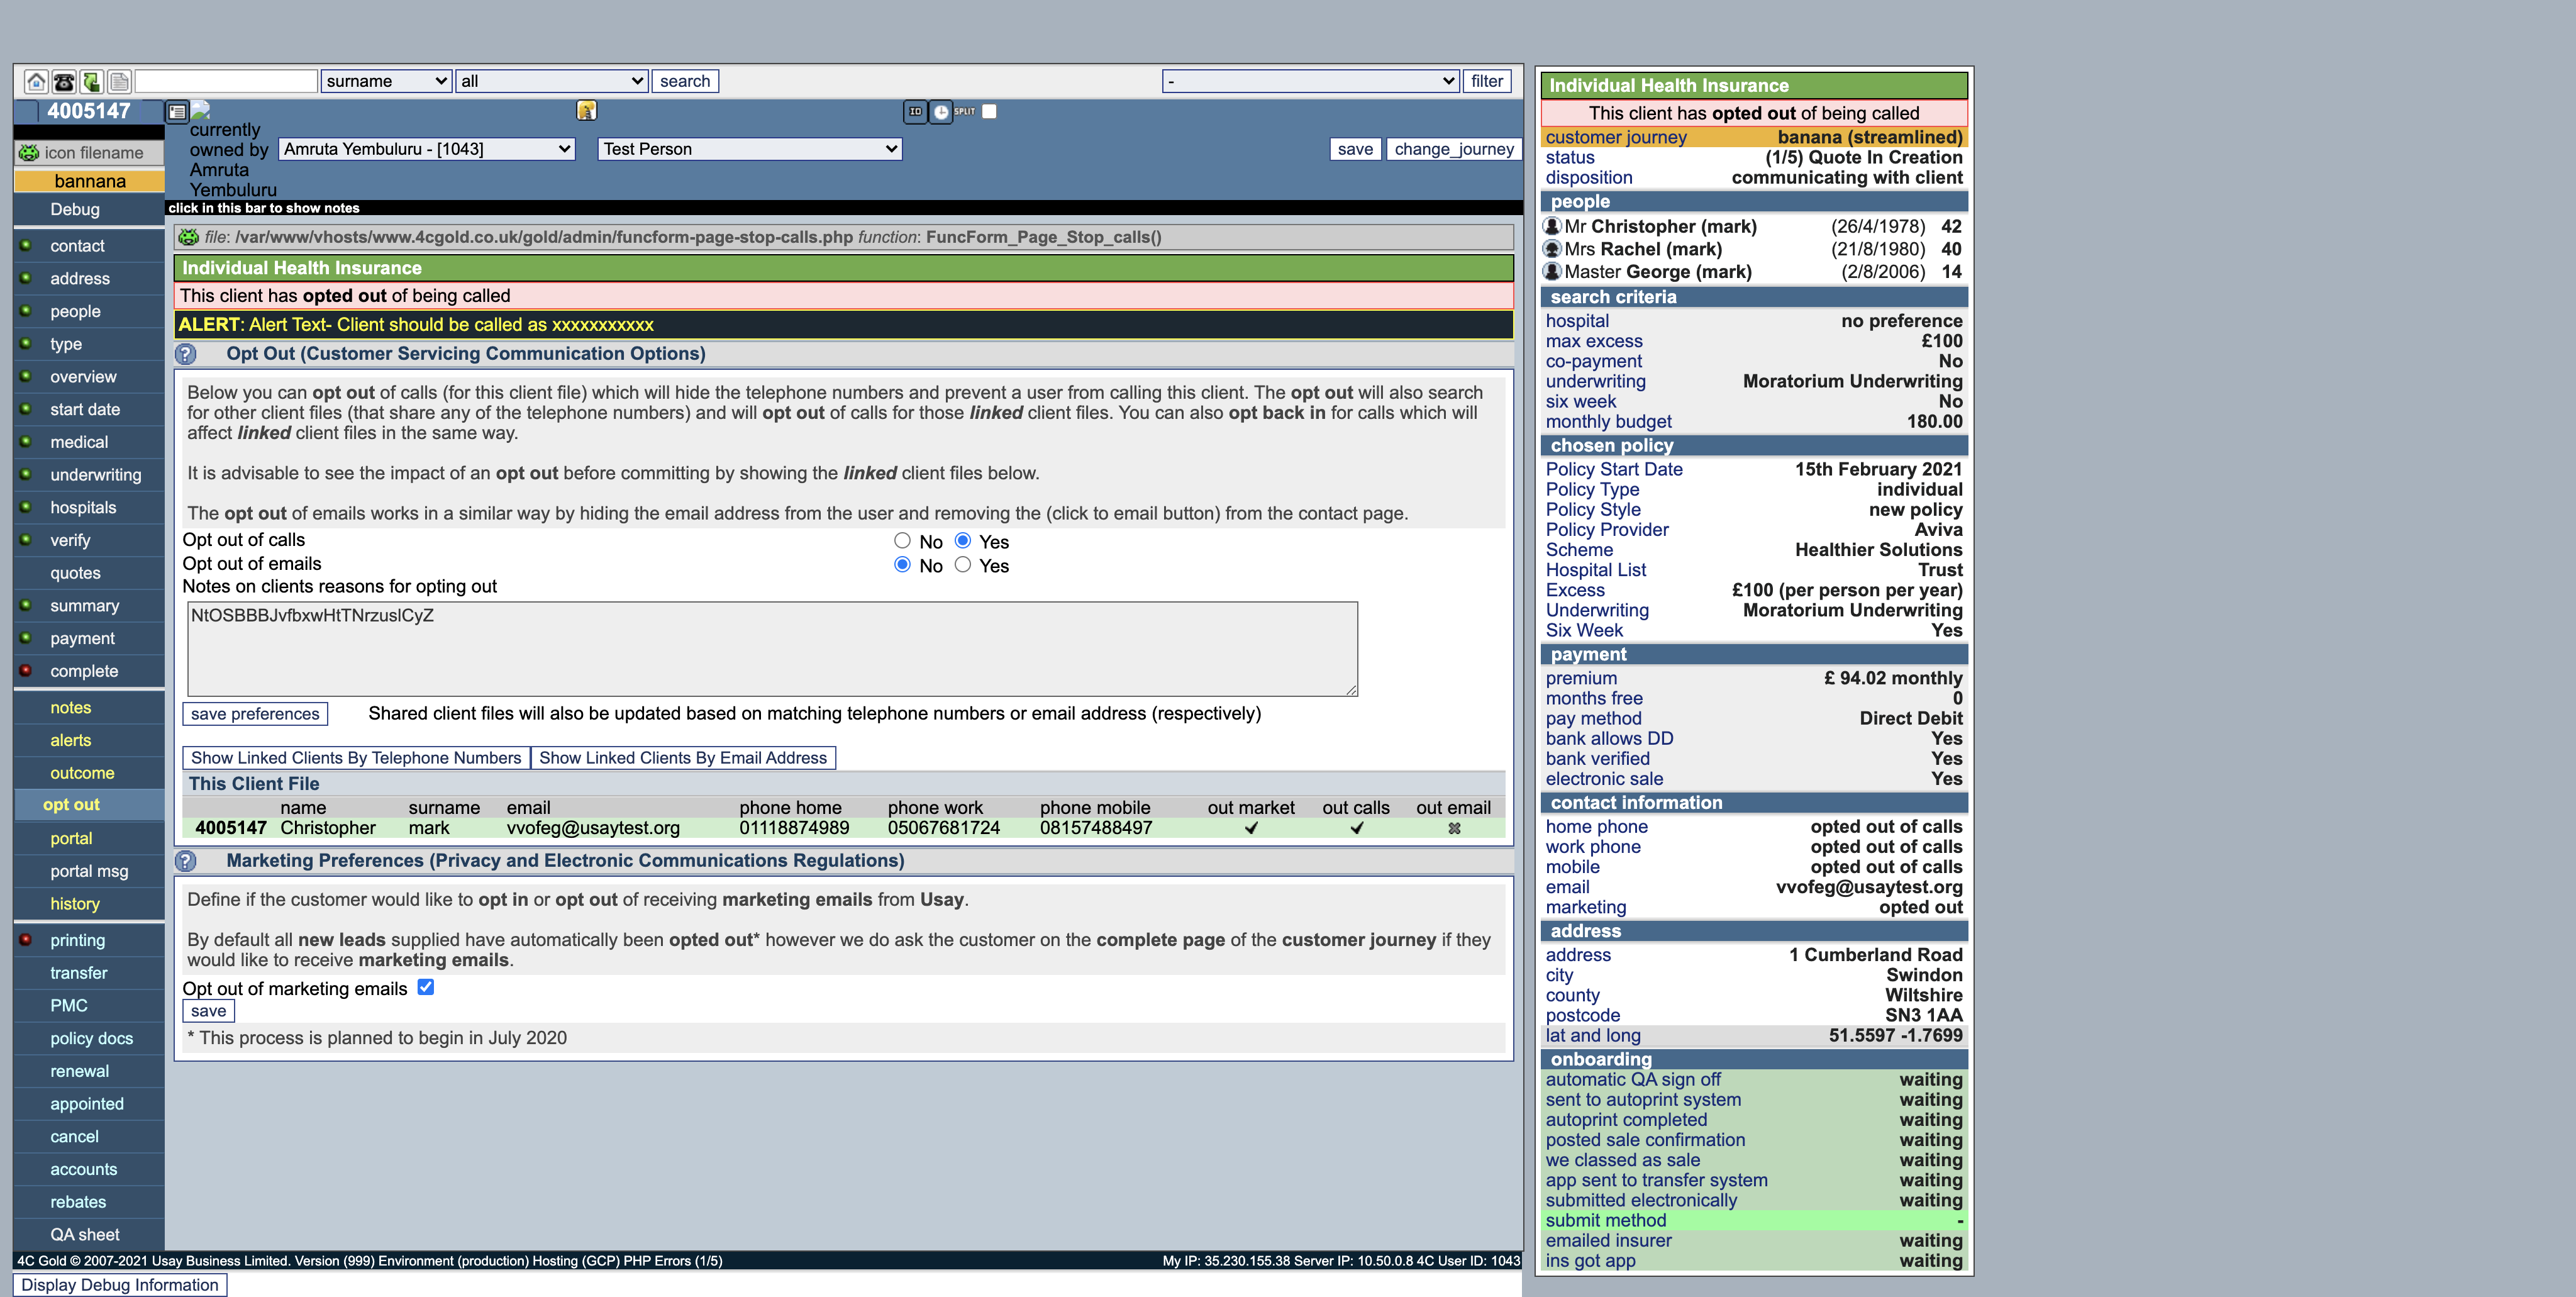 surname all search - filter
4005147 IO SPLIT
currently owned by Amruta Yembuluru
Amruta Yembuluru - [1043] Test Person save change_journey
icon filename
bannana
click in this bar to show notes
Debug
contact
address
people
type
overview
start date
medical
underwriting
hospitals
verify
quotes
summary
payment
complete
notes
alerts
outcome
opt out
portal
portal msg
history
printing
transfer
PMC
policy docs
renewal
appointed
cancel
accounts
rebates
QA sheet
file: /var/www/vhosts/www.4cgold.co.uk/gold/admin/funcform-page-stop-calls.php function: FuncForm_Page_Stop_calls()
Individual Health Insurance
This client has opted out of being called
ALERT: Alert Text- Client should be called as xxxxxxxxxxx
? Opt Out (Customer Servicing Communication Options)
Below you can opt out of calls (for this client file) which will hide the telephone numbers and prevent a user from calling this client. The opt out will also search
for other client files (that share any of the telephone numbers) and will opt out of calls for those linked client files. You can also opt back in for calls which will
affect linked client files in the same way.
It is advisable to see the impact of an opt out before committing by showing the linked client files below.
The opt out of emails works in a similar way by hiding the email address from the user and removing the (click to email button) from the contact page.
Opt out of calls No Yes
Opt out of emails No Yes
Notes on clients reasons for opting out
NtOSBBBJvfbxwHtTNrzuslCyZ
save preferences Shared client files will also be updated based on matching telephone numbers or email address (respectively)
Show Linked Clients By Telephone Numbers Show Linked Clients By Email Address
This Client File
name surname email phone home phone work phone mobile out market out calls out email
4005147 Christopher mark vvofeg@usaytest.org 01118874989 05067681724 08157488497
? Marketing Preferences (Privacy and Electronic Communications Regulations)
Define if the customer would like to opt in or opt out of receiving marketing emails from Usay.
By default all new leads supplied have automatically been opted out* however we do ask the customer on the complete page of the customer journey if they
would like to receive marketing emails.
Opt out of marketing emails
save
* This process is planned to begin in July 2020
4C Gold © 2007-2021 Usay Business Limited. Version (999) Environment (production) Hosting (GCP) PHP Errors (1/5) My IP: 35.230.155.38 Server IP: 10.50.0.8 4C User ID: 1043
Display Debug Information
Individual Health Insurance
This client has opted out of being called
customer journey banana (streamlined)
status (1/5) Quote In Creation
disposition communicating with client
people
Mr Christopher (mark) (26/4/1978) 42
Mrs Rachel (mark) (21/8/1980) 40
Master George (mark) (2/8/2006) 14
search criteria
hospital no preference
max excess £100
co-payment No
underwriting Moratorium Underwriting
six week No
monthly budget 180.00
chosen policy
Policy Start Date 15th February 2021
Policy Type individual
Policy Style new policy
Policy Provider Aviva
Scheme Healthier Solutions
Hospital List Trust
Excess £100 (per person per year)
Underwriting Moratorium Underwriting
Six Week Yes
payment
premium £ 94.02 monthly
months free 0
pay method Direct Debit
bank allows DD Yes
bank verified Yes
electronic sale Yes
contact information
home phone opted out of calls
work phone opted out of calls
mobile opted out of calls
email vvofeg@usaytest.org
marketing opted out
address
address 1 Cumberland Road
city Swindon
county Wiltshire
postcode SN3 1AA
lat and long 51.5597 -1.7699
onboarding
automatic QA sign off waiting
sent to autoprint system waiting
autoprint completed waiting
posted sale confirmation waiting
we classed as sale waiting
app sent to transfer system waiting
submitted electronically waiting
submit method -
emailed insurer waiting
ins got app waiting